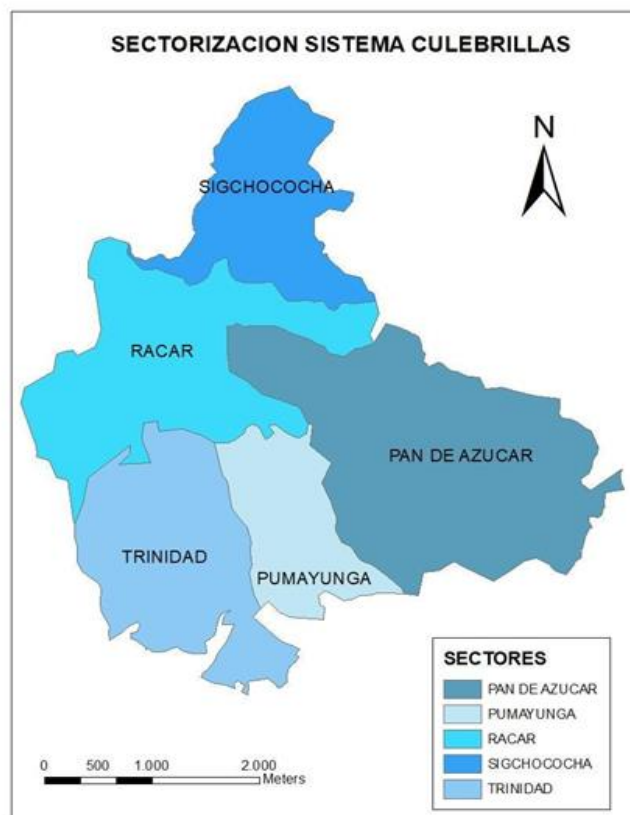 SECTORIZACION SISTEMA CULEBRILLAS
N
SIGCHOCOCHA
RACAR
PAN DE AZUCAR
TRINIDAD
PUMAYUNGA
SECTORES
PAN DE AZUCAR
PUMAYUNGA
RACAR
SIGCHOCOCHA
TRINIDAD
0 500 1.000 2.000
Meters